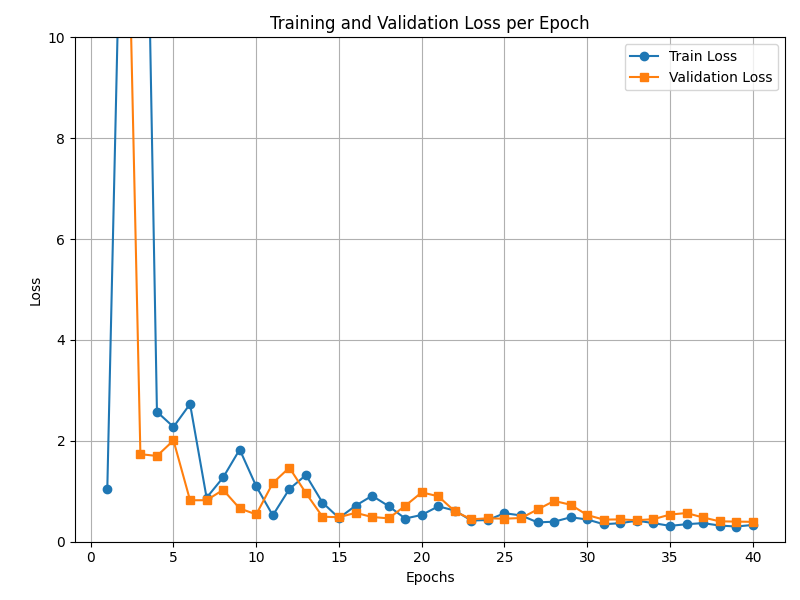 Training and Validation Loss per Epoch
Train Loss
Validation Loss
Loss
10
8
6
4
2
0
0 5 10 15 20 25 30 35 40
Epochs